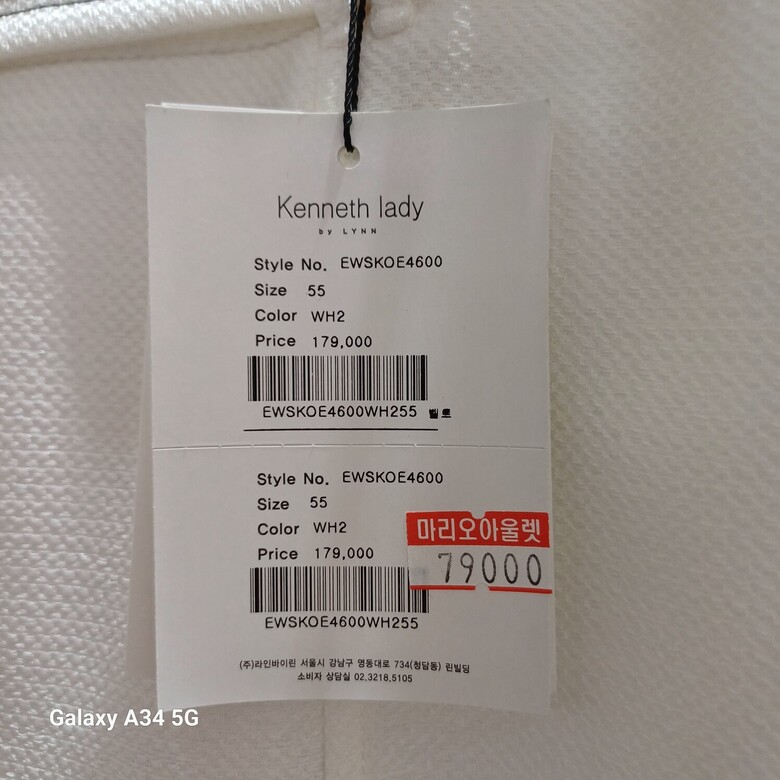 Kenneth lady
by LYNN
Style No. EWSKOE4600
Size 55
Color WH2
Price 179,000
EWSKOE4600WH255 벨트
Style No. EWSKOE4600
Size 55
Color WH2
Price 179,000
마리오아울렛
79000
EWSKOE4600WH255
(주)라인바이린 서울시 강남구 영동대로 734(청담동) 린빌딩
소비자 상담실 02.3218.5105
Galaxy A34 5G